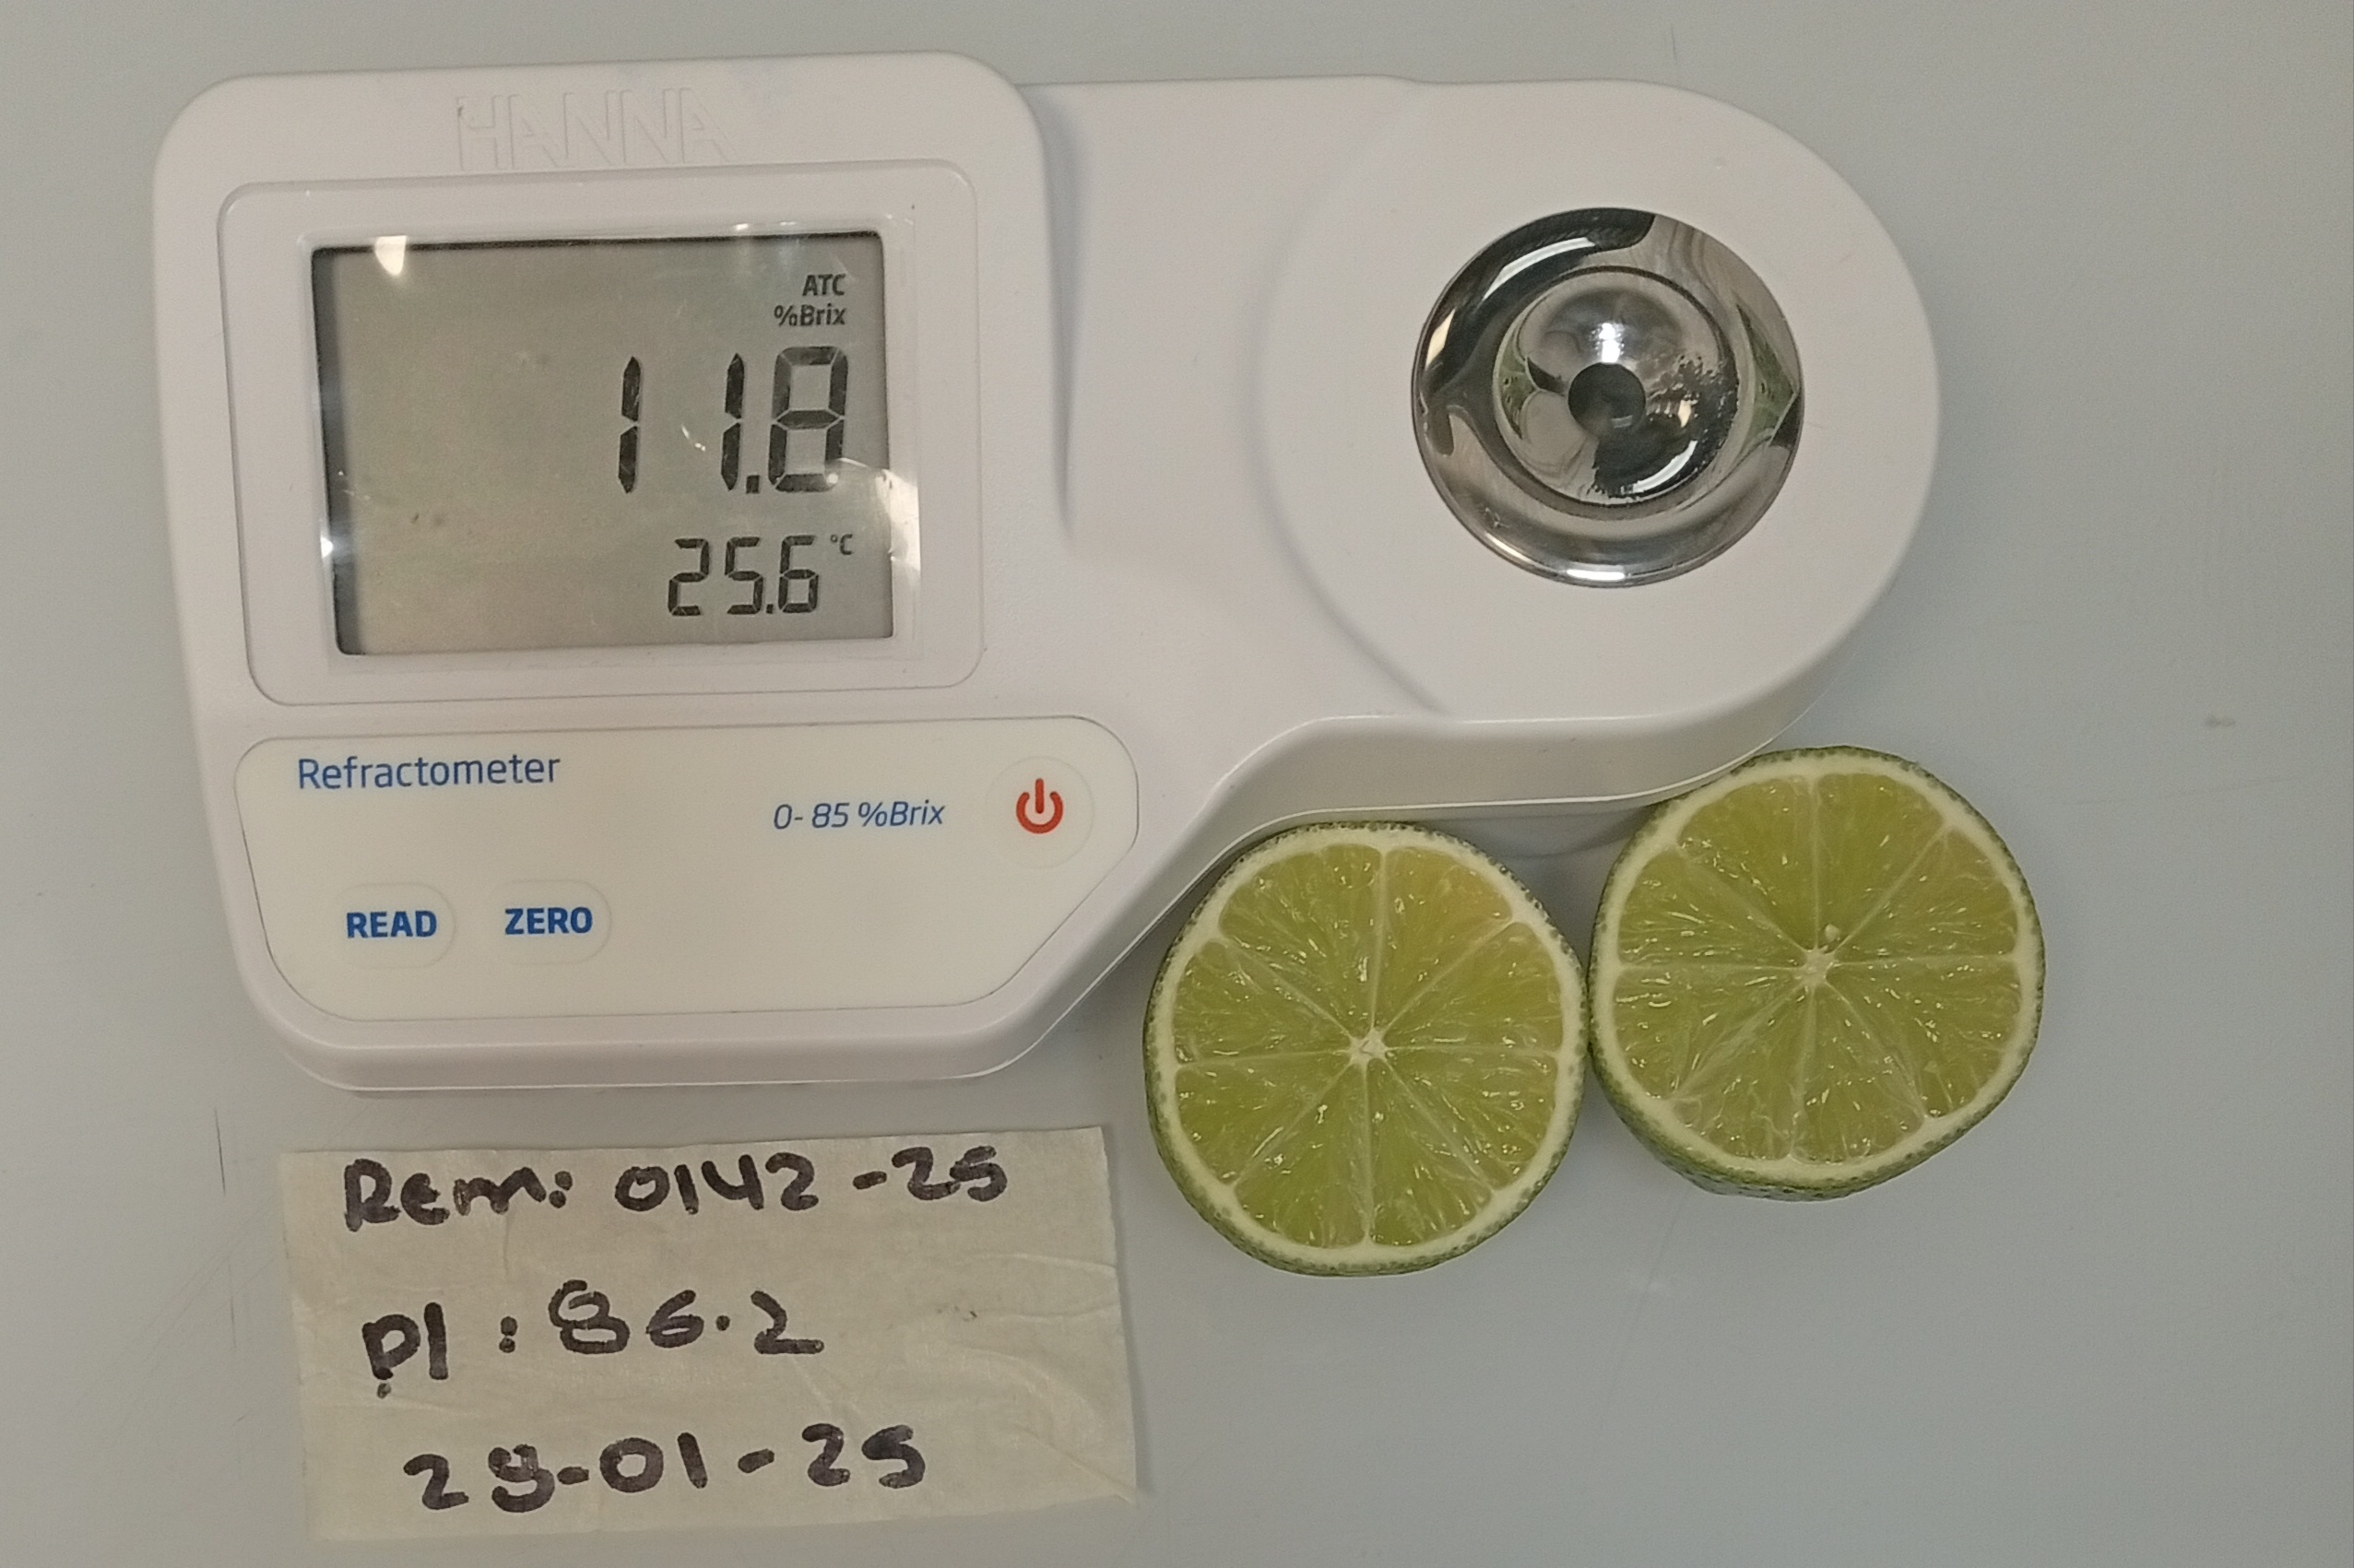 HANNA
ATC
%Brix
11.8
25.6 °C
Refractometer
0-85 %Brix
READ ZERO
Rem: 0142-25
Pl: 86.2
29-01-25